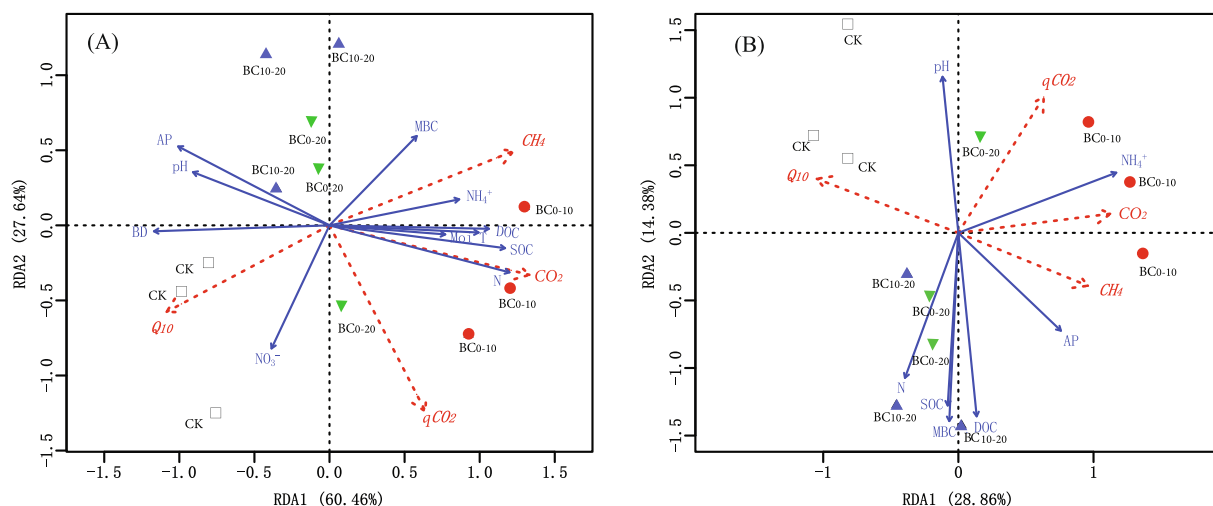 (A)
BC10-20
BC10-20
BC0-20
MBC
CH4
AP
pH
BC10-20
BC0-20
NH4+
BC0-10
BD
DOC
SOC
N
CO2
CK
CK
BC0-10
Q10
BC0-20
NO3−
BC0-10
qCO2
CK
1.0
0.5
0.0
−0.5
−1.0
−1.5
RDA2 (27.64%)
−1.5
−1.0
−0.5
0.0
0.5
1.0
1.5
RDA1 (60.46%)
(B)
CK
pH
qCO2
CK
BC0-20
BC0-10
CK
NH4+
Q10
BC0-10
CO2
BC0-10
BC10-20
CH4
BC0-20
AP
BC0-20
N
SOC
BC10-20
MBC
DOC
BC10-20
1.5
1.0
0.5
0.0
−0.5
−1.0
−1.5
RDA2 (14.38%)
−1
0
1
RDA1 (28.86%)